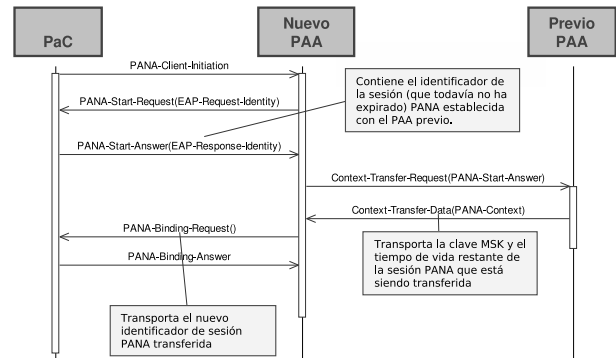 PaC
Nuevo
PAA
Previo
PAA
PANA-Client-Initiation
Contiene el identificador de
la sesión (que todavía no ha
expirado) PANA establecida
con el PAA previo.
PANA-Start-Request(EAP-Request-Identity)
PANA-Start-Answer(EAP-Response-Identity)
Context-Transfer-Request(PANA-Start-Answer)
Context-Transfer-Data(PANA-Context)
PANA-Binding-Request()
Transporta la clave MSK y el
tiempo de vida restante de
la sesión PANA que está
siendo transferida
PANA-Binding-Answer
Transporta el nuevo
identificador de sesión
PANA transferida